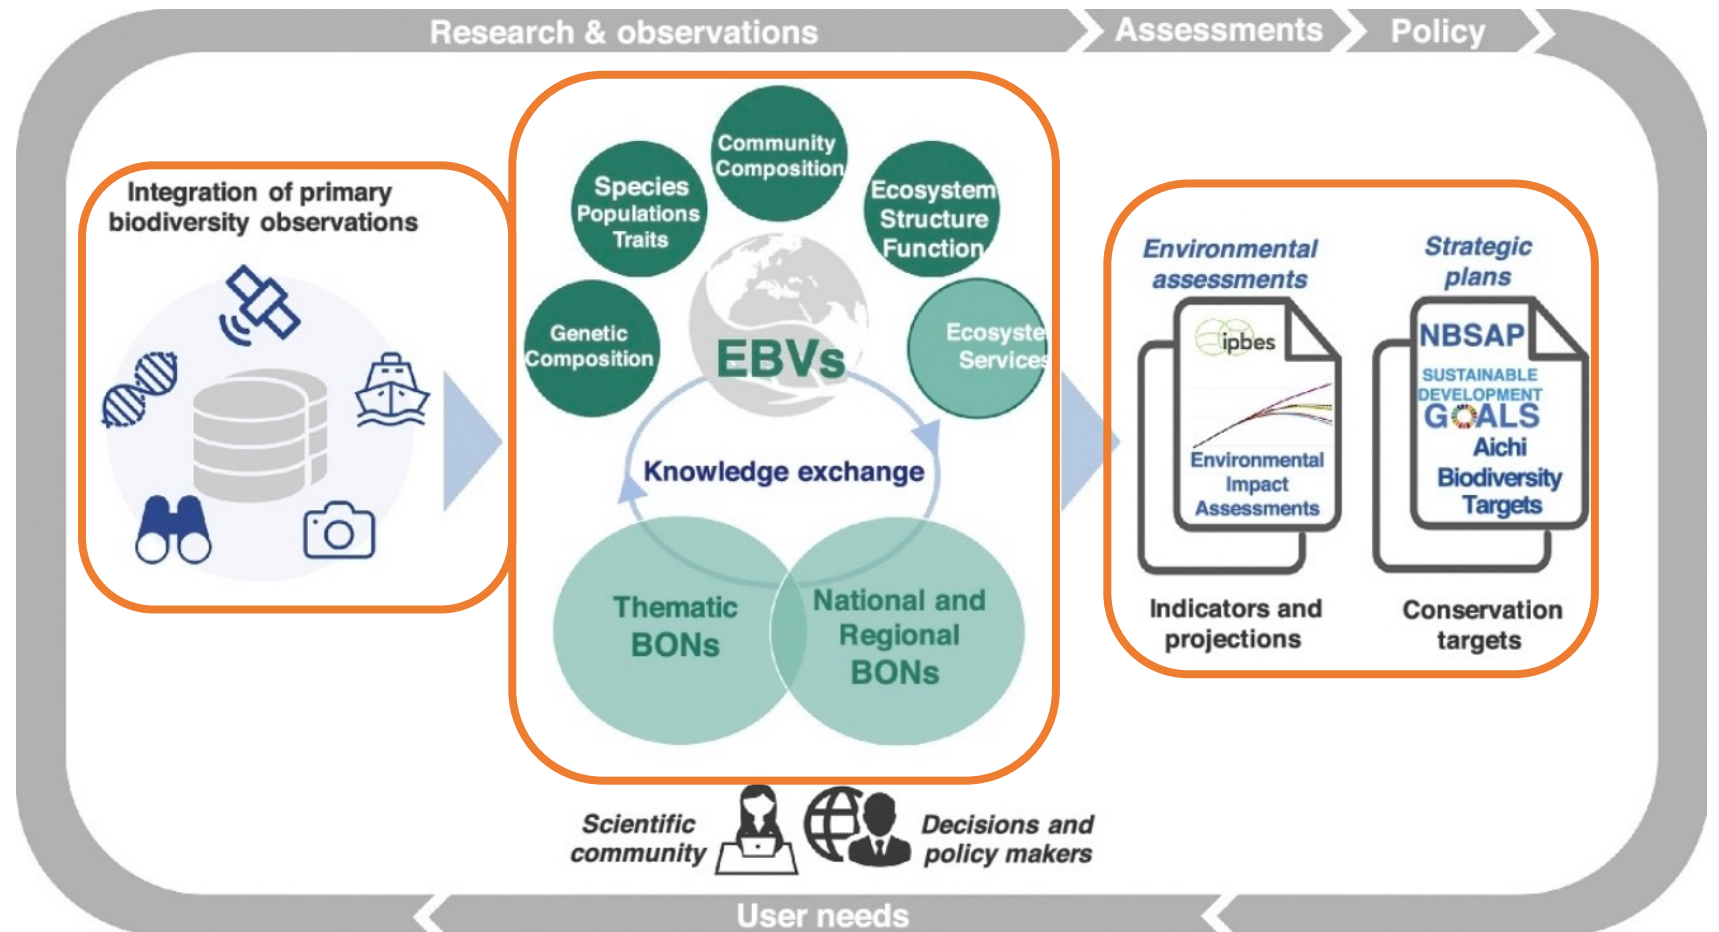 Research & observations
Assessments
Policy
Integration of primary
biodiversity observations
Community
Composition
Species
Populations
Traits
Ecosystem
Structure
Function
Genetic
Composition
Ecosyste
Services
EBVs
Knowledge exchange
Thematic
BONs
National and
Regional
BONs
Environmental
assessments
ipbes
Environmental
Impact
Assessments
Indicators and
projections
Strategic
plans
NBSAP
SUSTAINABLE
DEVELOPMENT
GOALS
Aichi
Biodiversity
Targets
Conservation
targets
Scientific
community
Decisions and
policy makers
User needs